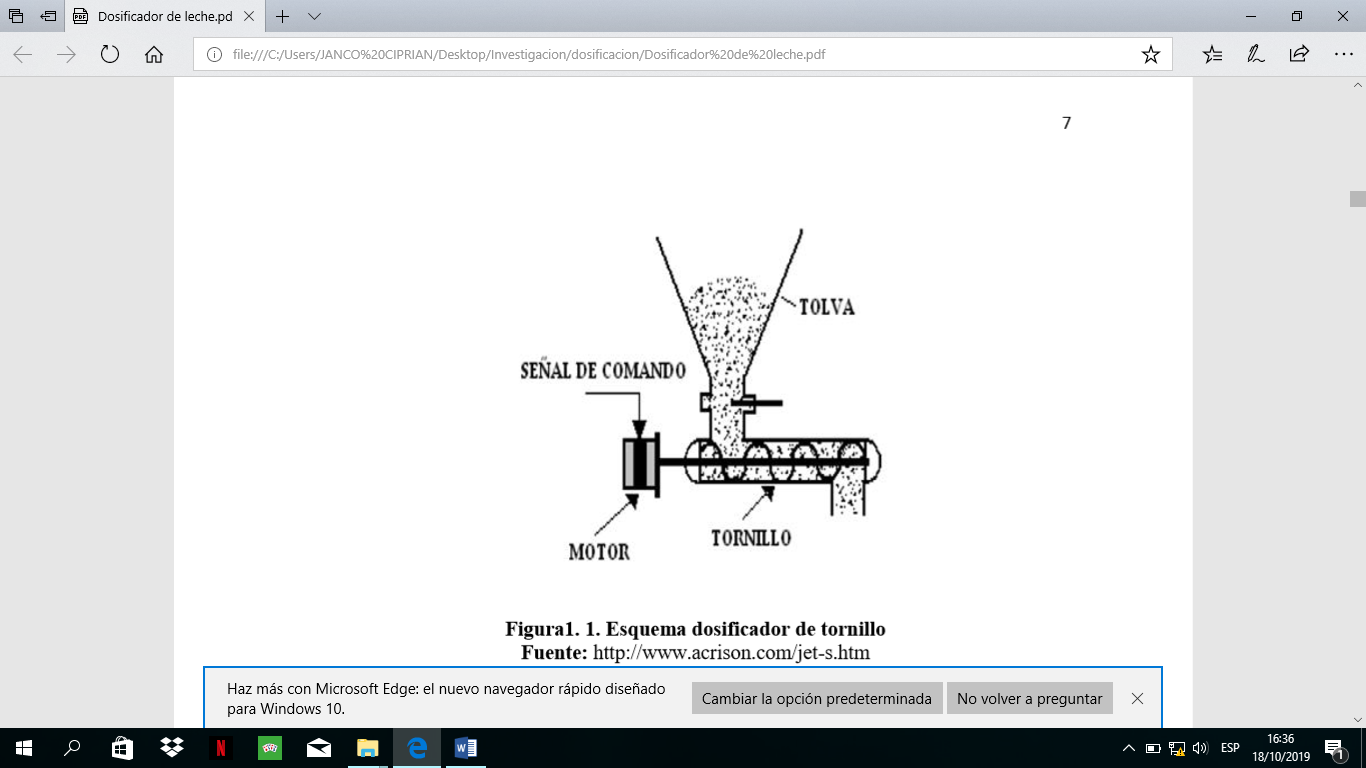 Dosificador de leche.pd
file:///C:/Users/JANCO%20CIPRIAN/Desktop/Investigacion/dosificacion/Dosificador%20de%20leche.pdf
7
TOLVA
SEÑAL DE COMANDO
MOTOR
TORNILLO
Figura1. 1. Esquema dosificador de tornillo
Fuente: http://www.acrison.com/jet-s.htm
Haz más con Microsoft Edge: el nuevo navegador rápido diseñado
para Windows 10.
Cambiar la opción predeterminada
No volver a preguntar
ESP
16:36
18/10/2019
1